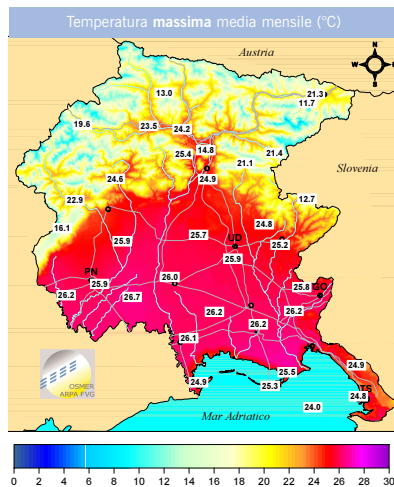 Temperatura massima media mensile (°C)
Austria
N
W E
S
13.0
21.3
11.7
19.6
23.5
24.2
25.4
14.8
21.4
21.1
Slovenia
24.6
24.9
22.9
12.7
16.1
24.8
25.9
25.7
UD
25.2
25.9
PN
26.0
25.8
GO
25.9
26.2
26.7
26.2
26.2
26.2
26.1
24.9
OSMER
ARPA FVG
24.9
25.5
25.3
TS
24.8
24.0
Mar Adriatico
0 2 4 6 8 10 12 14 16 18 20 22 24 26 28 30